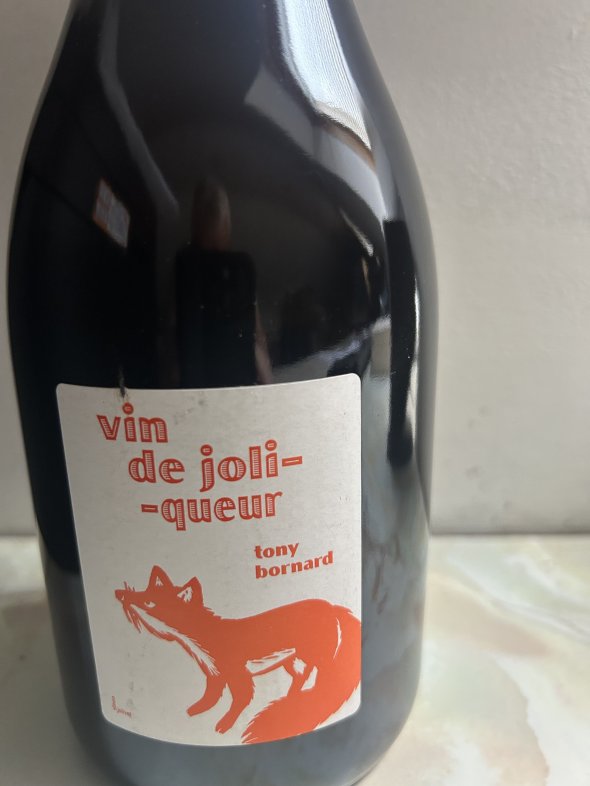 vin
de joli-
-queur
tony
bornard